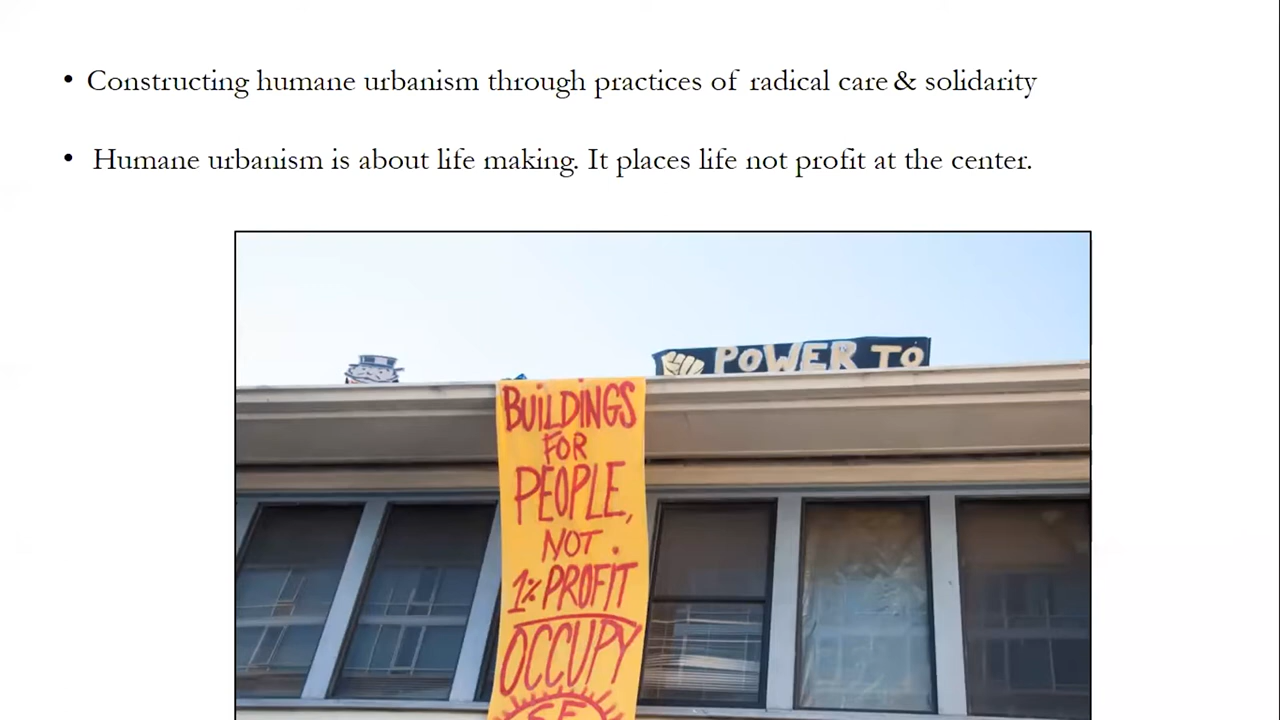 • Constructing humane urbanism through practices of radical care & solidarity
• Humane urbanism is about life making. It places life not profit at the center.
POWER TO
BUILDINGS
FOR
PEOPLE,
NOT
1% PROFIT
OCCUPY
SF